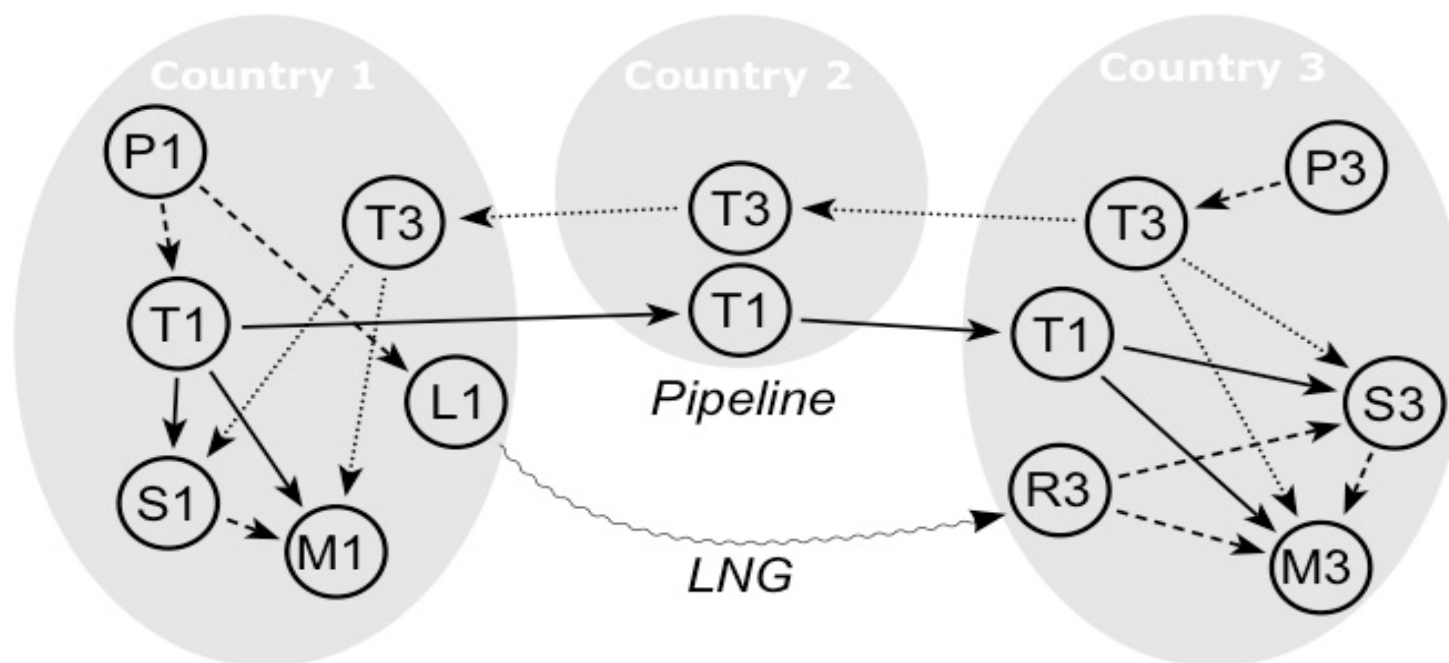 Country 1
Country 2
Country 3
P1
P3
T3
T3
T3
T1
T1
T1
L1
Pipeline
S3
R3
S1
M1
LNG
M3